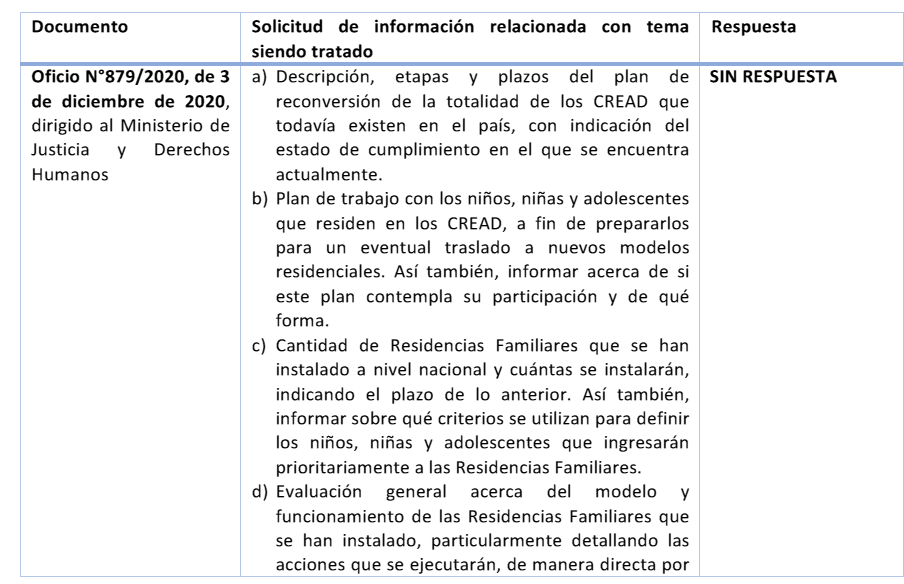 Documento
Solicitud de información relacionada con tema
siendo tratado
Respuesta
Oficio N°879/2020, de 3
de diciembre de 2020,
dirigido al Ministerio de
Justicia y Derechos
Humanos
a) Descripción, etapas y plazos del plan de
reconversión de la totalidad de los CREAD que
todavía existen en el país, con indicación del
estado de cumplimiento en el que se encuentra
actualmente.
b) Plan de trabajo con los niños, niñas y adolescentes
que residen en los CREAD, a fin de prepararlos
para un eventual traslado a nuevos modelos
residenciales. Así también, informar acerca de si
este plan contempla su participación y de qué
forma.
c) Cantidad de Residencias Familiares que se han
instalado a nivel nacional y cuántas se instalarán,
indicando el plazo de lo anterior. Así también,
informar sobre qué criterios se utilizan para definir
los niños, niñas y adolescentes que ingresarán
prioritariamente a las Residencias Familiares.
d) Evaluación general acerca del modelo y
funcionamiento de las Residencias Familiares que
se han instalado, particularmente detallando las
acciones que se ejecutarán, de manera directa por
SIN RESPUESTA